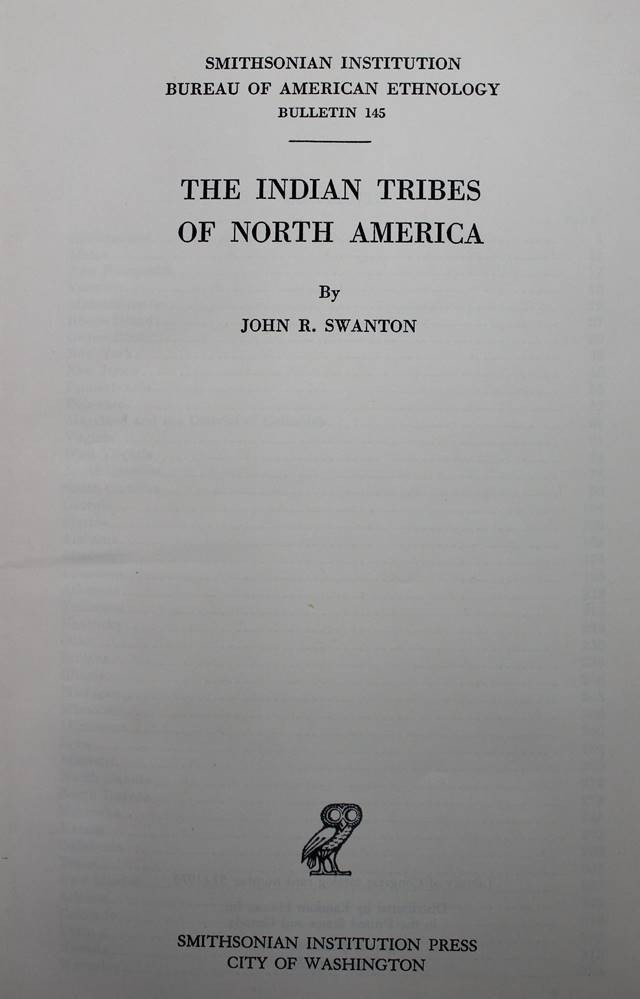 SMITHSONIAN INSTITUTION
BUREAU OF AMERICAN ETHNOLOGY
BULLETIN 145
THE INDIAN TRIBES
OF NORTH AMERICA
By
JOHN R. SWANTON
SMITHSONIAN INSTITUTION PRESS
CITY OF WASHINGTON